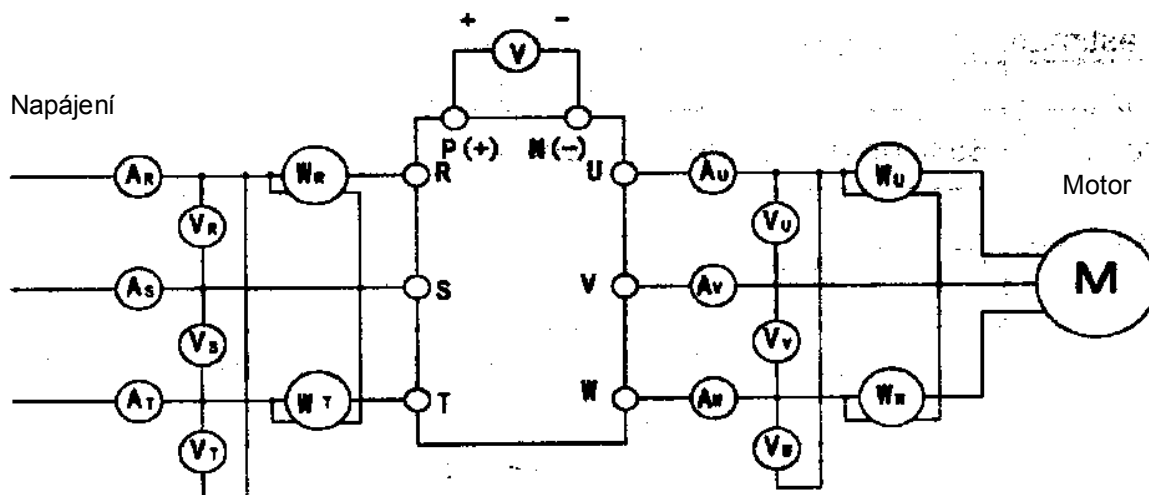 + −
V
Napájení
P(+) N(−)
AR WR R U AU WU
Motor
VR VU
AS S V AV M
VS VV
AT WT T W AW WW
VT VW